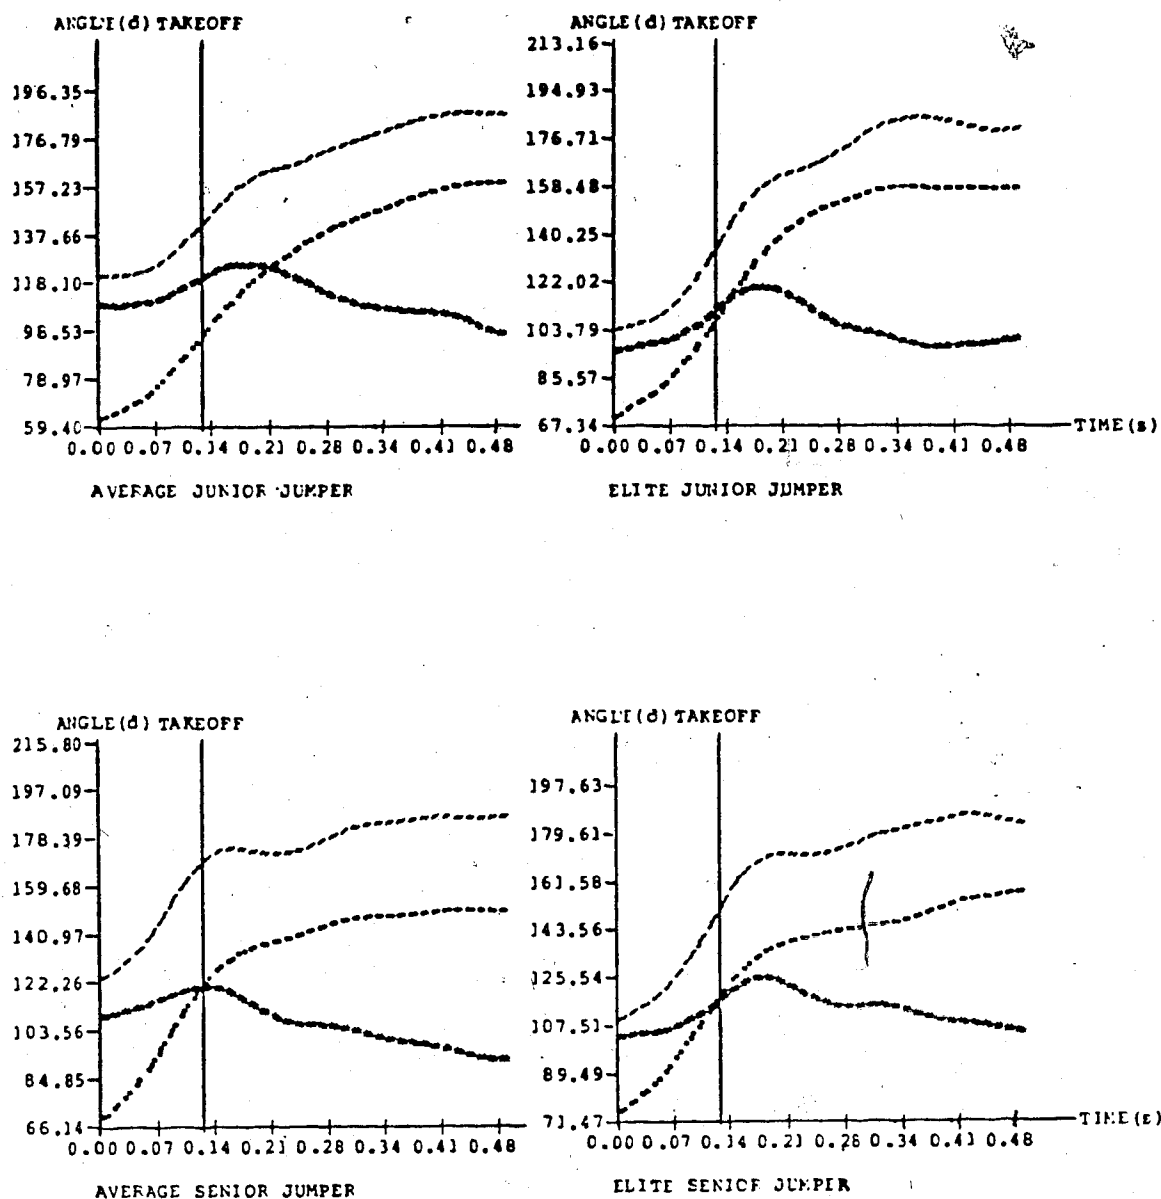 ANGLE(d) TAKEOFF
196.35
176.79
157.23
137.66
118.10
96.53
78.97
59.40
0.00 0.07 0.14 0.21 0.28 0.34 0.41 0.48
AVERAGE JUNIOR JUMPER
ANGLE(d) TAKEOFF
213.16
194.93
176.71
158.48
140.25
122.02
103.79
85.57
67.34
0.00 0.07 0.14 0.21 0.28 0.34 0.41 0.48
TIME(s)
ELITE JUNIOR JUMPER
ANGLE(d) TAKEOFF
215.80
197.09
178.39
159.68
140.97
122.26
103.56
84.85
66.14
0.00 0.07 0.14 0.21 0.28 0.34 0.41 0.48
AVERAGE SENIOR JUMPER
ANGLE(d) TAKEOFF
197.63
179.61
161.58
143.56
125.54
107.51
89.49
71.47
0.00 0.07 0.14 0.21 0.28 0.34 0.41 0.48
TIME(s)
ELITE SENIOR JUMPER